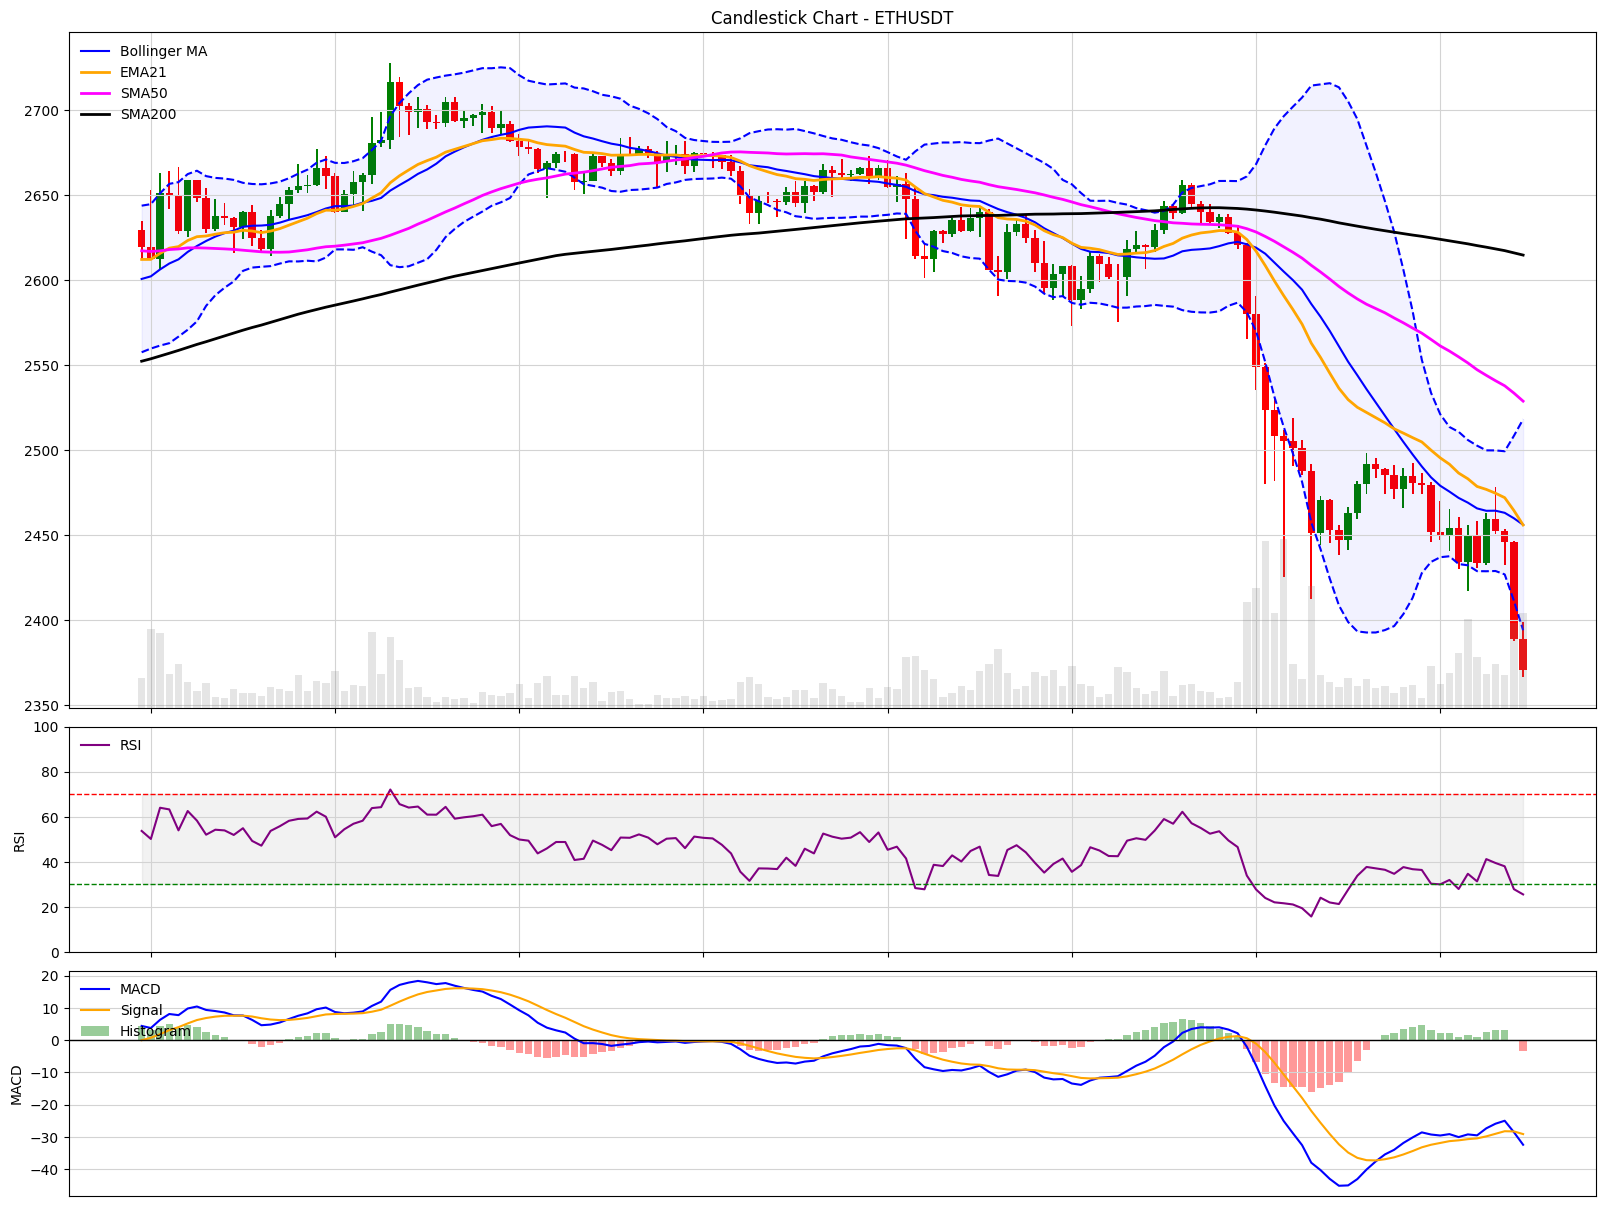 Candlestick Chart - ETHUSDT
Bollinger MA
EMA21
SMA50
SMA200
2700
2650
2600
2550
2500
2450
2400
2350
100
80
60
40
20
0
RSI
RSI
20
10
0
−10
−20
−30
−40
MACD
MACD
Signal
Histogram